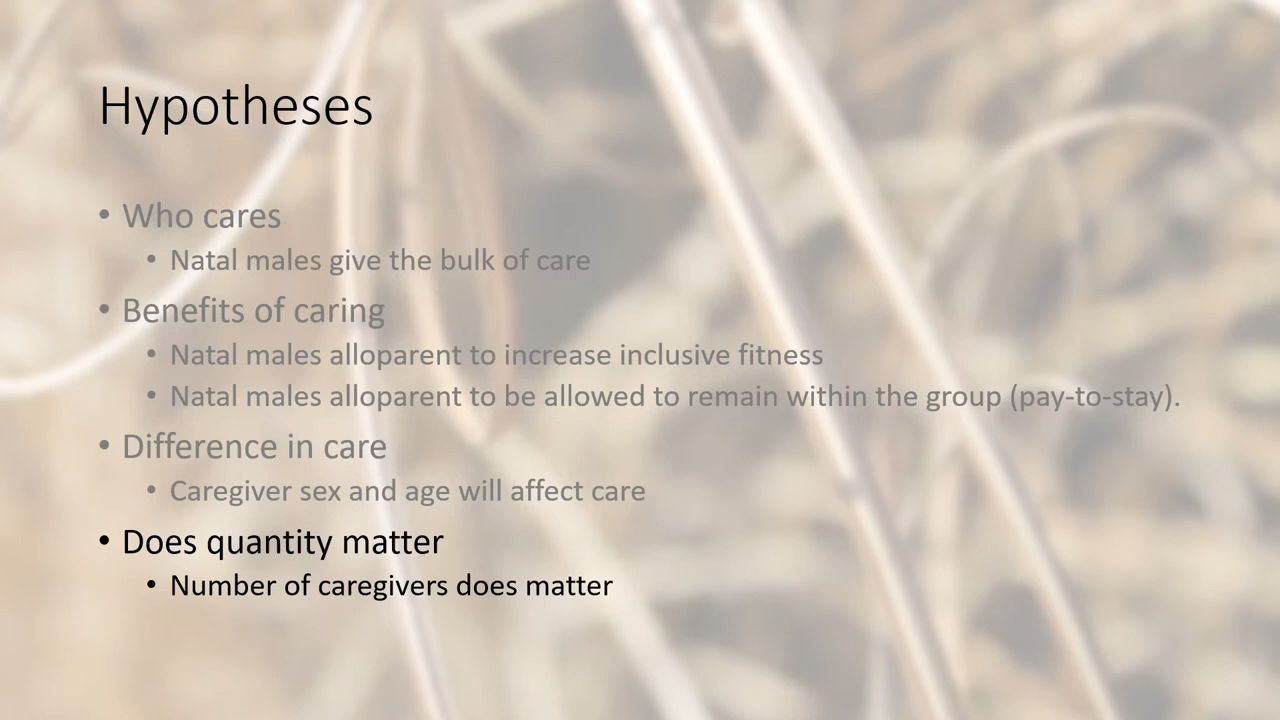 Hypotheses
• Who cares
• Natal males give the bulk of care
• Benefits of caring
• Natal males alloparent to increase inclusive fitness
• Natal males alloparent to be allowed to remain within the group (pay-to-stay).
• Difference in care
• Caregiver sex and age will affect care
• Does quantity matter
• Number of caregivers does matter